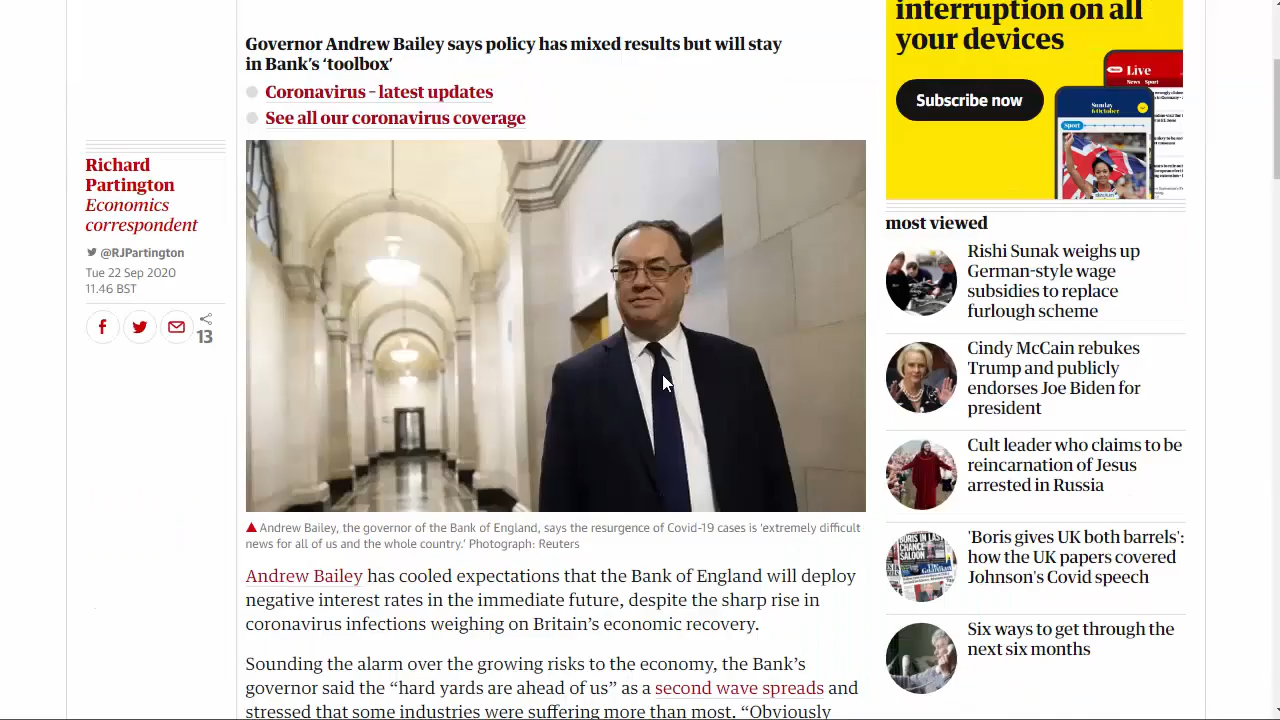 Governor Andrew Bailey says policy has mixed results but will stay
in Bank's 'toolbox'
Coronavirus – latest updates
See all our coronavirus coverage
Richard
Partington
Economics
correspondent
@RJPartington
Tue 22 Sep 2020
11.46 BST
13
Andrew Bailey, the governor of the Bank of England, says the resurgence of Covid-19 cases is 'extremely difficult
news for all of us and the whole country.' Photograph: Reuters
Andrew Bailey has cooled expectations that the Bank of England will deploy
negative interest rates in the immediate future, despite the sharp rise in
coronavirus infections weighing on Britain's economic recovery.
Sounding the alarm over the growing risks to the economy, the Bank's
governor said the “hard yards are ahead of us” as a second wave spreads and
stressed that some industries were suffering more than most. “Obviously
interruption on all
your devices
Subscribe now
Live
News Sport
Sunday
6 October
Sport
most viewed
Rishi Sunak weighs up
German-style wage
subsidies to replace
furlough scheme
Cindy McCain rebukes
Trump and publicly
endorses Joe Biden for
president
Cult leader who claims to be
reincarnation of Jesus
arrested in Russia
'Boris gives UK both barrels':
how the UK papers covered
Johnson's Covid speech
Six ways to get through the
next six months